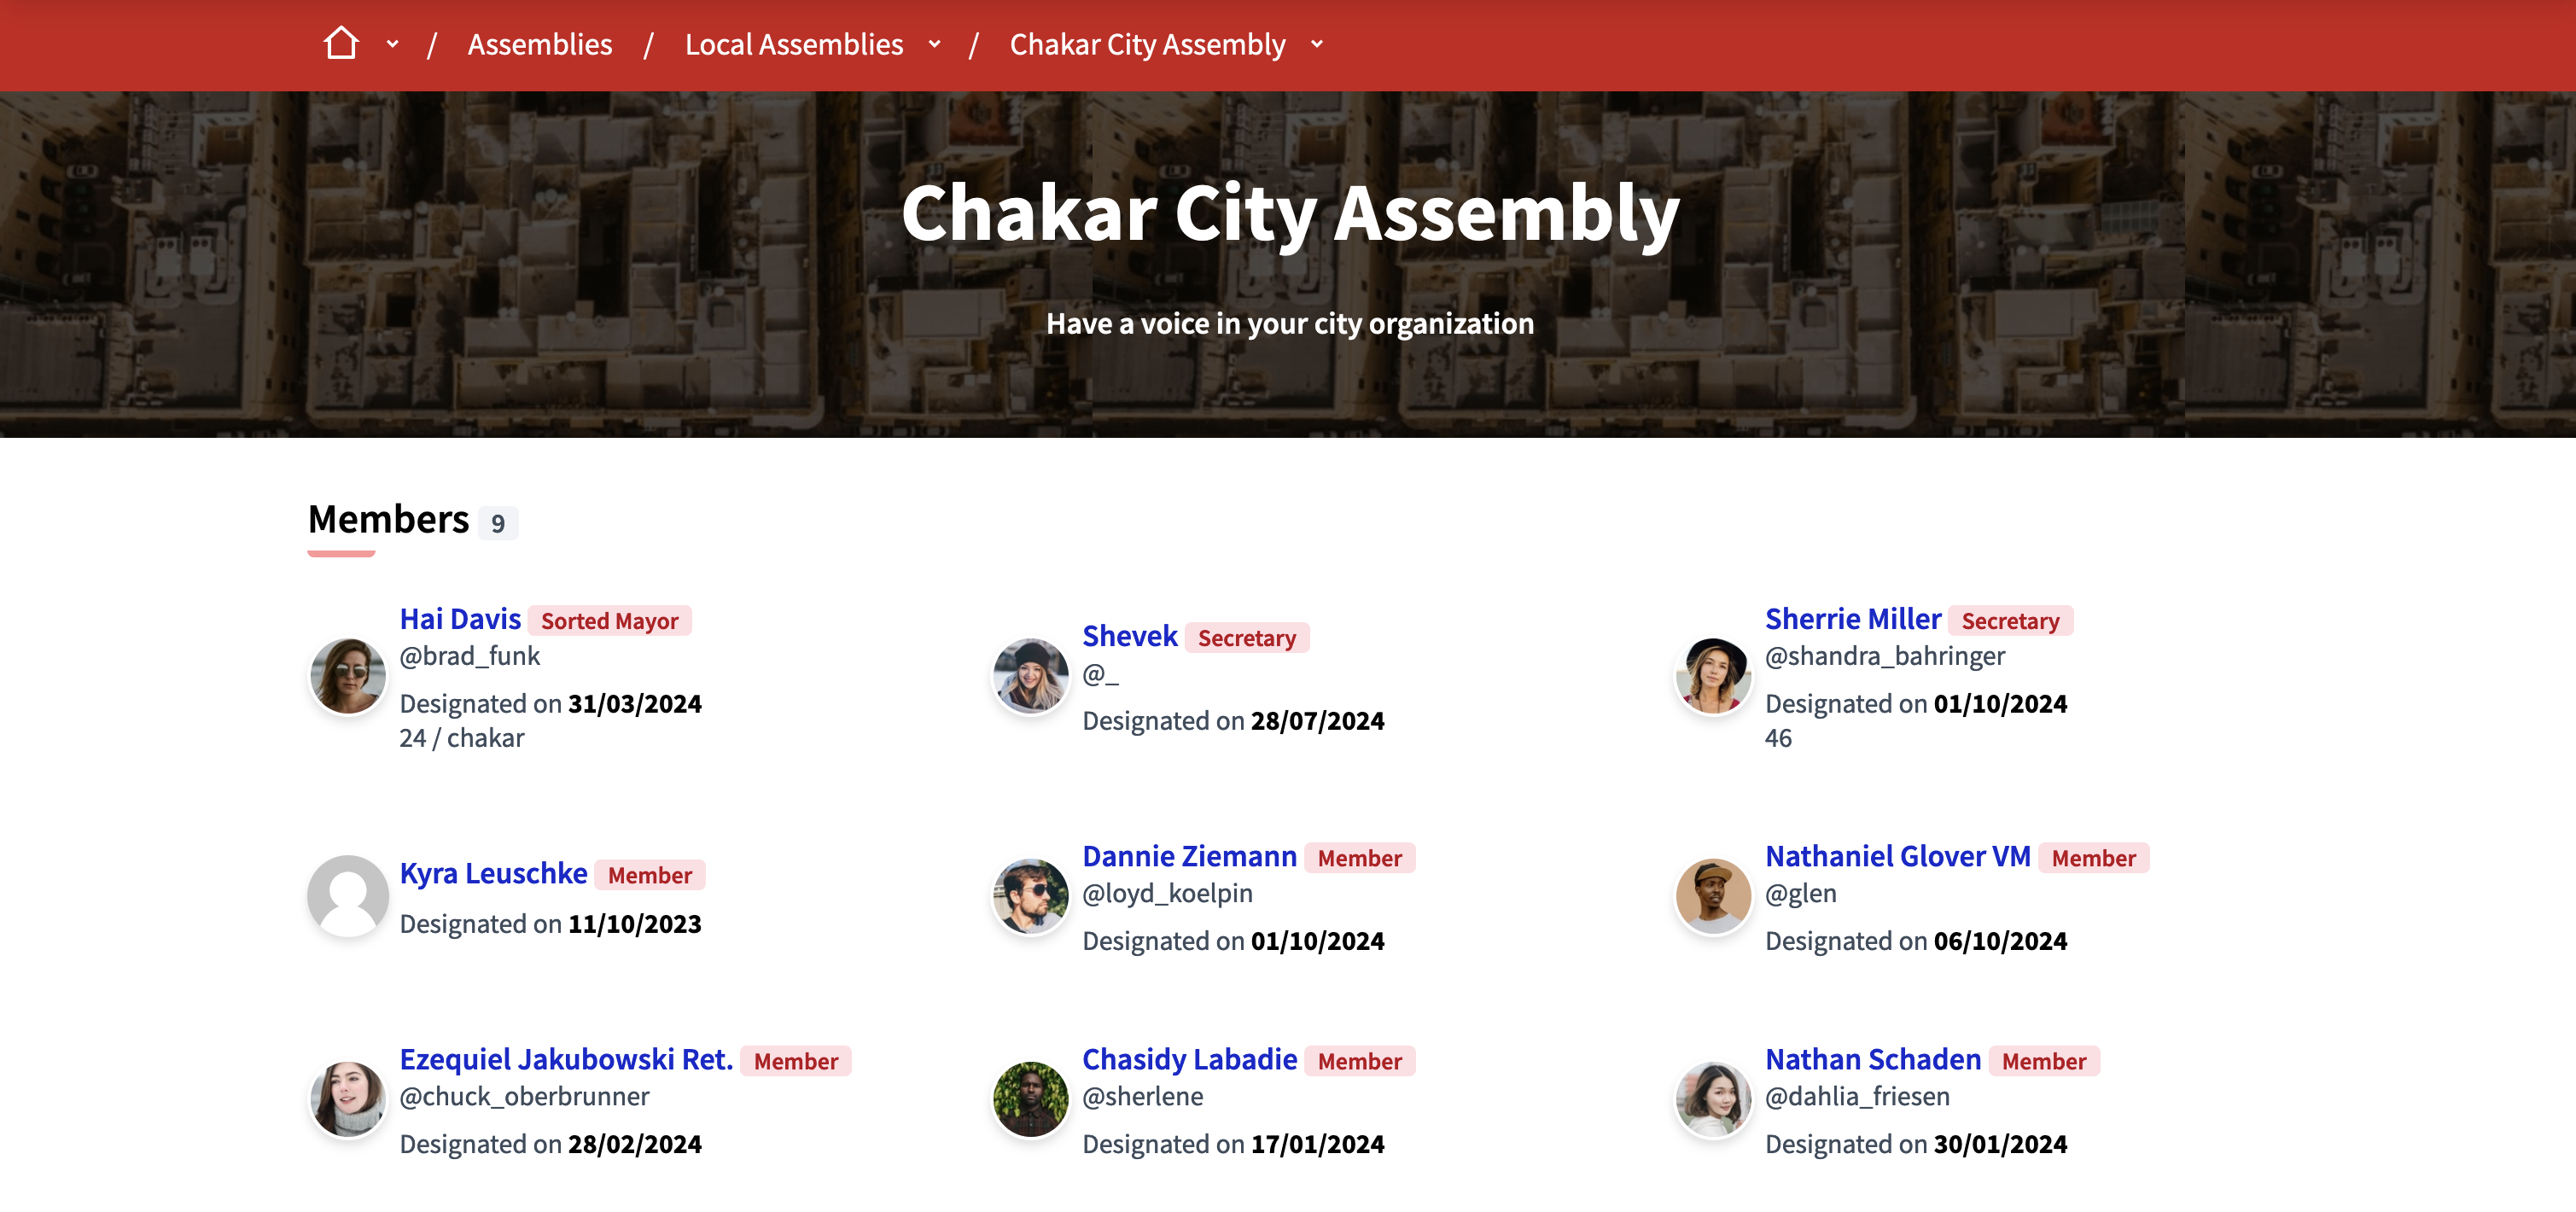 / Assemblies / Local Assemblies / Chakar City Assembly
Chakar City Assembly
Have a voice in your city organization
Members 9
Hai Davis Sorted Mayor
@brad_funk
Designated on 31/03/2024
24 / chakar
Shevek Secretary
@_
Designated on 28/07/2024
Sherrie Miller Secretary
@shandra_bahringer
Designated on 01/10/2024
46
Kyra Leuschke Member
Designated on 11/10/2023
Dannie Ziemann Member
@loyd_koelpin
Designated on 01/10/2024
Nathaniel Glover VM Member
@glen
Designated on 06/10/2024
Ezequiel Jakubowski Ret. Member
@chuck_oberbrunner
Designated on 28/02/2024
Chasidy Labadie Member
@sherlene
Designated on 17/01/2024
Nathan Schaden Member
@dahlia_friesen
Designated on 30/01/2024